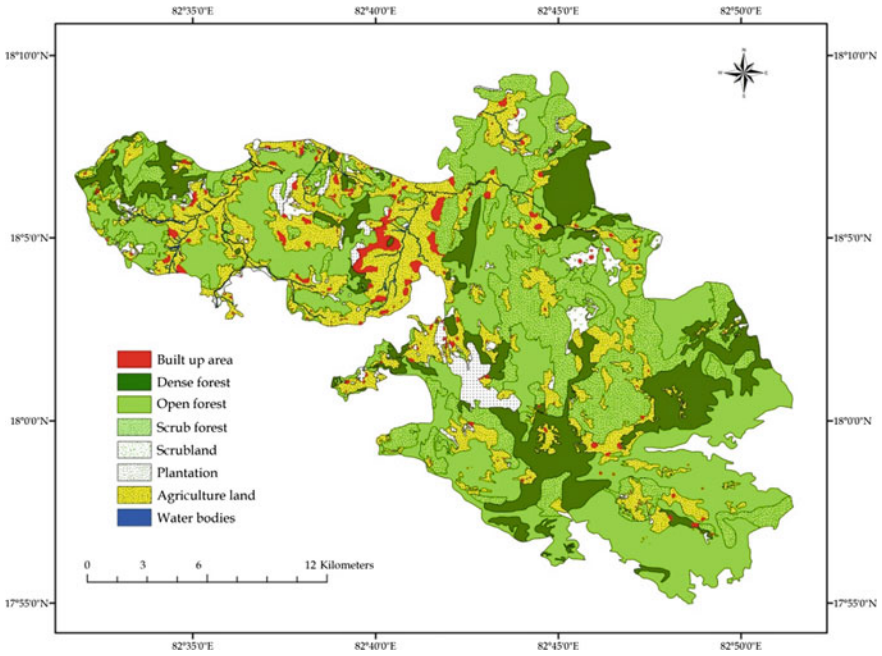 82°35'0"E 82°40'0"E 82°45'0"E 82°50'0"E
18°10'0"N 18°10'0"N
N
W E
S
18°5'0"N 18°5'0"N
Built up area
Dense forest
Open forest
Scrub forest
Scrubland
Plantation
Agriculture land
Water bodies
18°0'0"N 18°0'0"N
0 3 6 12 Kilometers
17°55'0"N 17°55'0"N
82°35'0"E 82°40'0"E 82°45'0"E 82°50'0"E